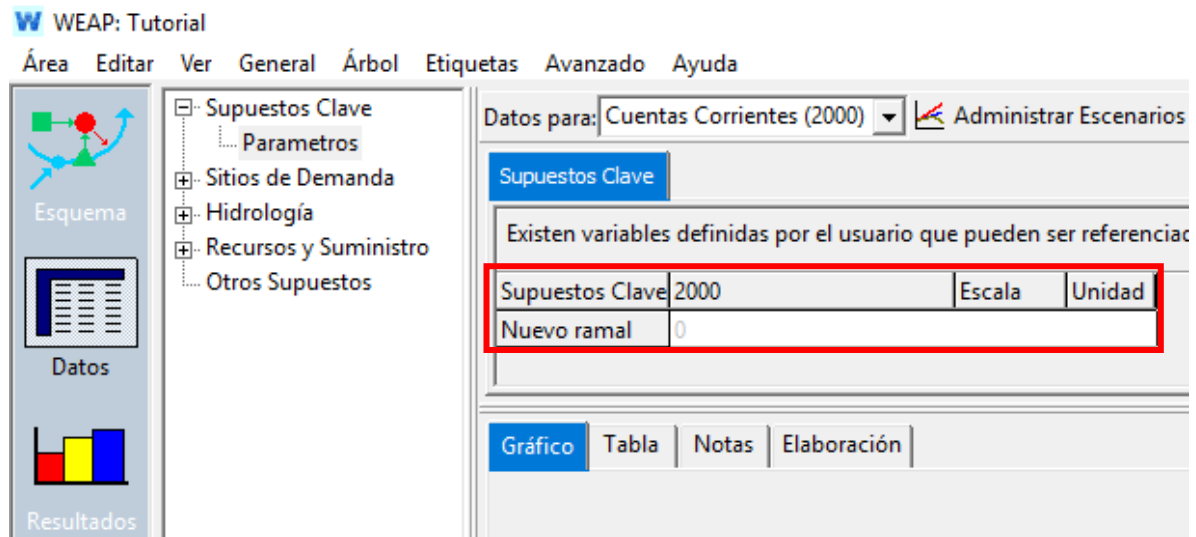 W WEAP: Tutorial
Área Editar Ver General Árbol Etiquetas Avanzado Ayuda
Esquema
Datos
Resultados
Supuestos Clave
Parametros
Sitios de Demanda
Hidrología
Recursos y Suministro
Otros Supuestos
Datos para: Cuentas Corrientes (2000) Administrar Escenarios
Supuestos Clave
Existen variables definidas por el usuario que pueden ser
Supuestos Clave 2000 Escala Unidad
Nuevo ramal 0
Gráfico Tabla Notas Elaboración